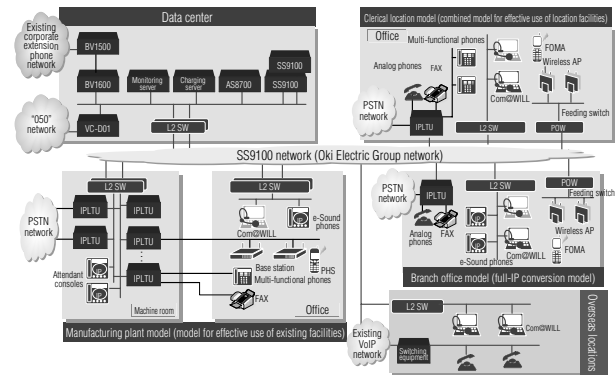 Data center
Existing
corporate
extension
phone
network
BV1500
BV1600
Monitoring
server
Charging
server
AS8700
SS9100
SS9100
"050"
network
VC-D01
L2 SW
Clerical location model (combined model for effective use of location facilities)
Office
Multi-functional phones
Analog phones
FAX
Com@WILL
FOMA
Wireless AP
Feeding switch
PSTN
network
IPLTU
L2 SW
POW
SS9100 network (Oki Electric Group network)
L2 SW
PSTN
network
IPLTU
IPLTU
IPLTU
IPLTU
IPLTU
Attendant
consoles
Machine room
L2 SW
Com@WILL
e-Sound
phones
Base station
PHS
Multi-functional phones
FAX
Office
Manufacturing plant model (model for effective use of existing facilities)
PSTN
network
IPLTU
Analog
phones
FAX
L2 SW
Com@WILL
e-Sound phones
POW
Feeding switch
Wireless AP
FOMA
Branch office model (full-IP conversion model)
L2 SW
Com@WILL
Existing
VoIP
network
Switching
equipment
Overseas locations